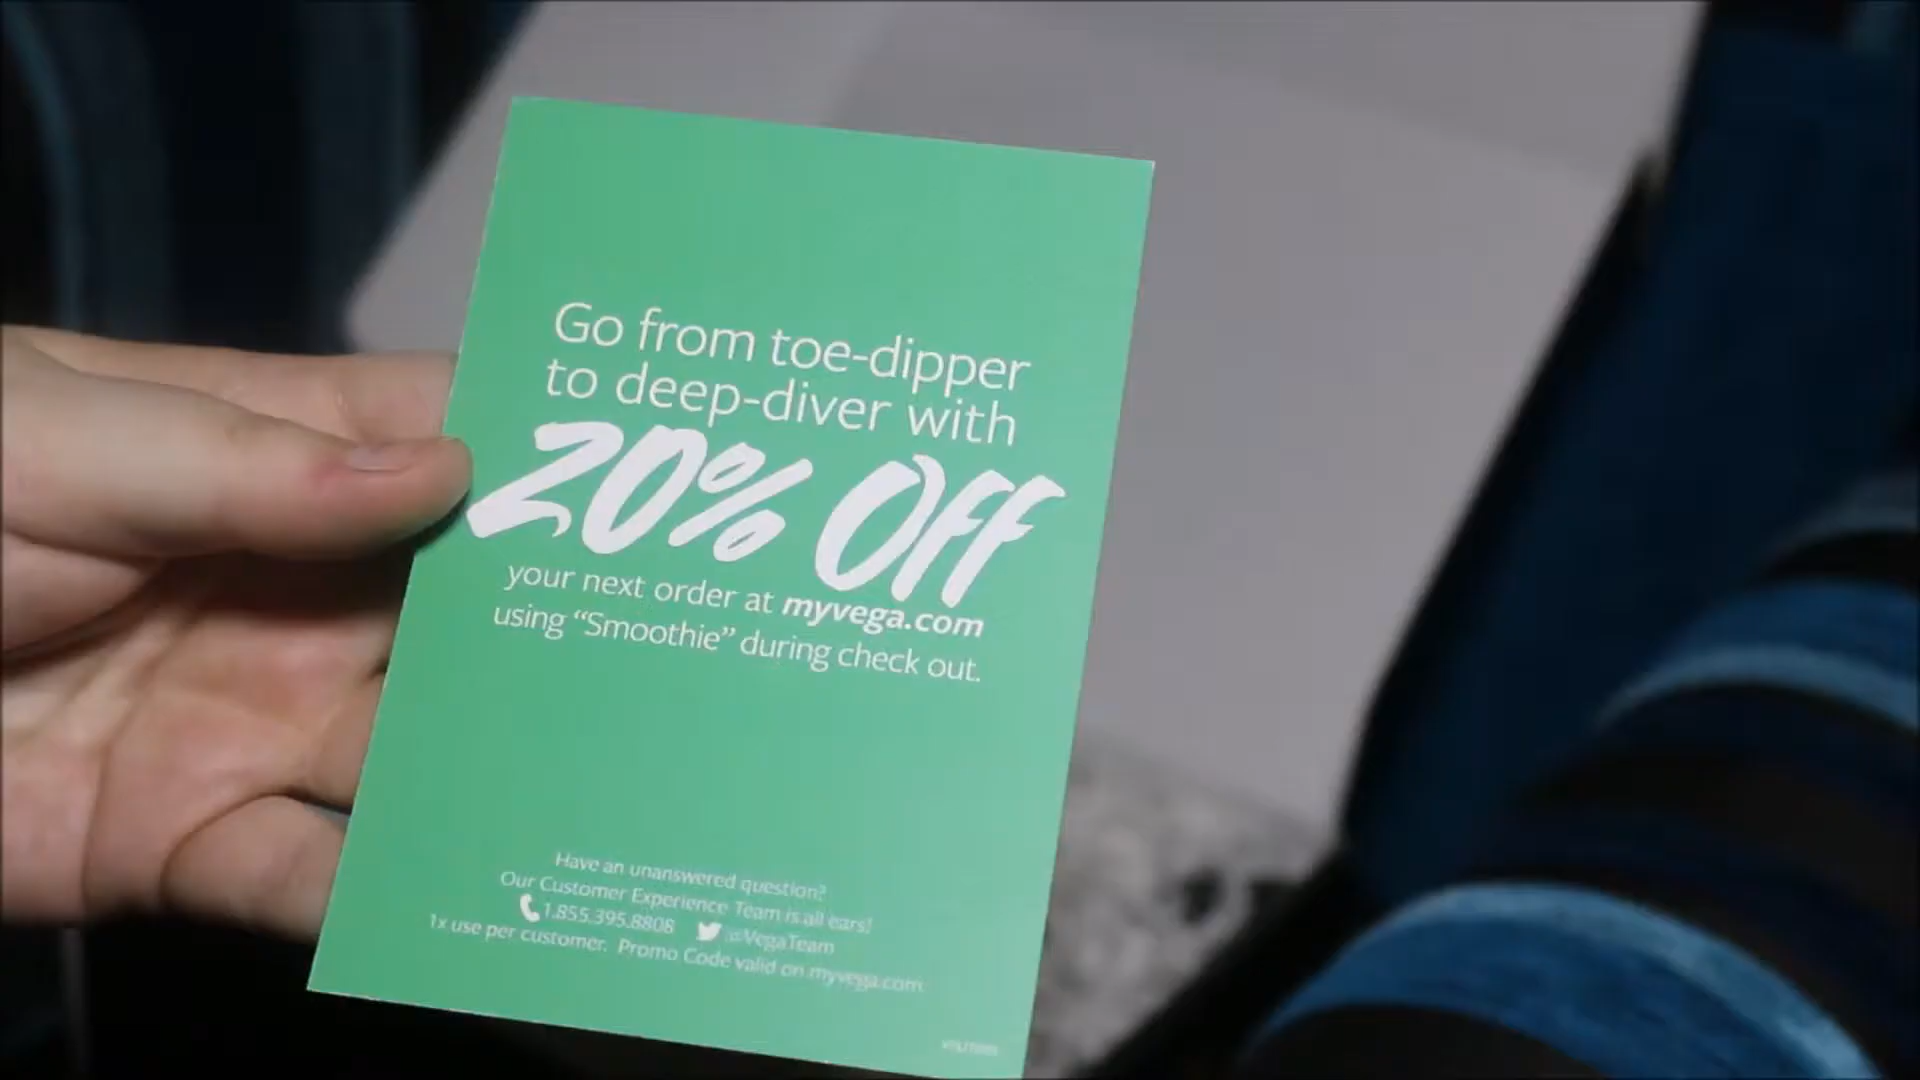 Go from toe-dipper
to deep-diver with
20% Off
your next order at myvega.com
using “Smoothie” during check out.
Have an unanswered question?
Our Customer Experience Team is all ears!
1.855.395.8808 @VegaTeam
1x use per customer. Promo Code valid on myvega.com